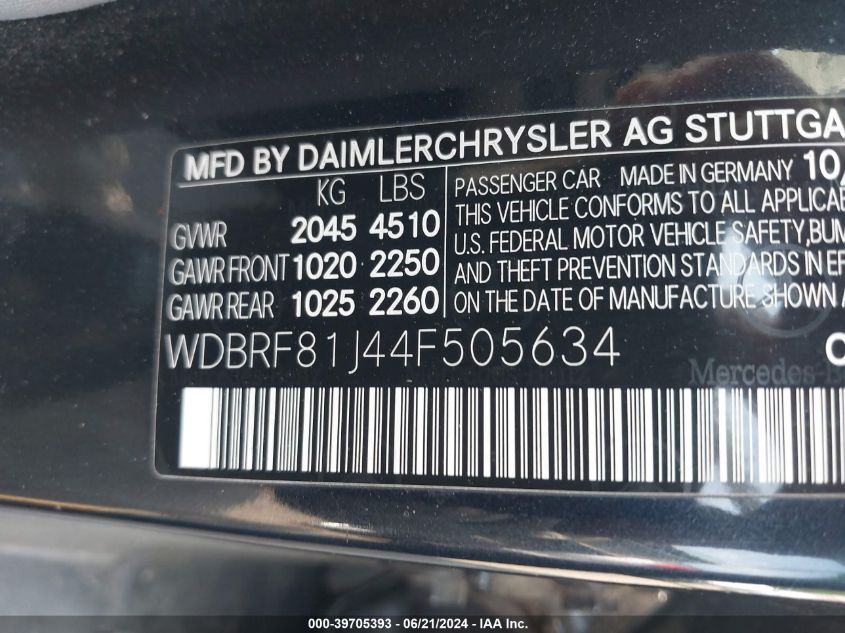 MFD BY DAIMLERCHRYSLER AG STUTTGA
KG LBS
GVWR 2045 4510
GAWR FRONT 1020 2250
GAWR REAR 1025 2260
PASSENGER CAR MADE IN GERMANY 10
THIS VEHICLE CONFORMS TO ALL APPLICAB
U.S. FEDERAL MOTOR VEHICLE SAFETY, BUM
AND THEFT PREVENTION STANDARDS IN EF
ON THE DATE OF MANUFACTURE SHOWN
WDBRF81J44F505634
Mercedes-B
000-39705393 / 06/21/2024 / IAA Inc.